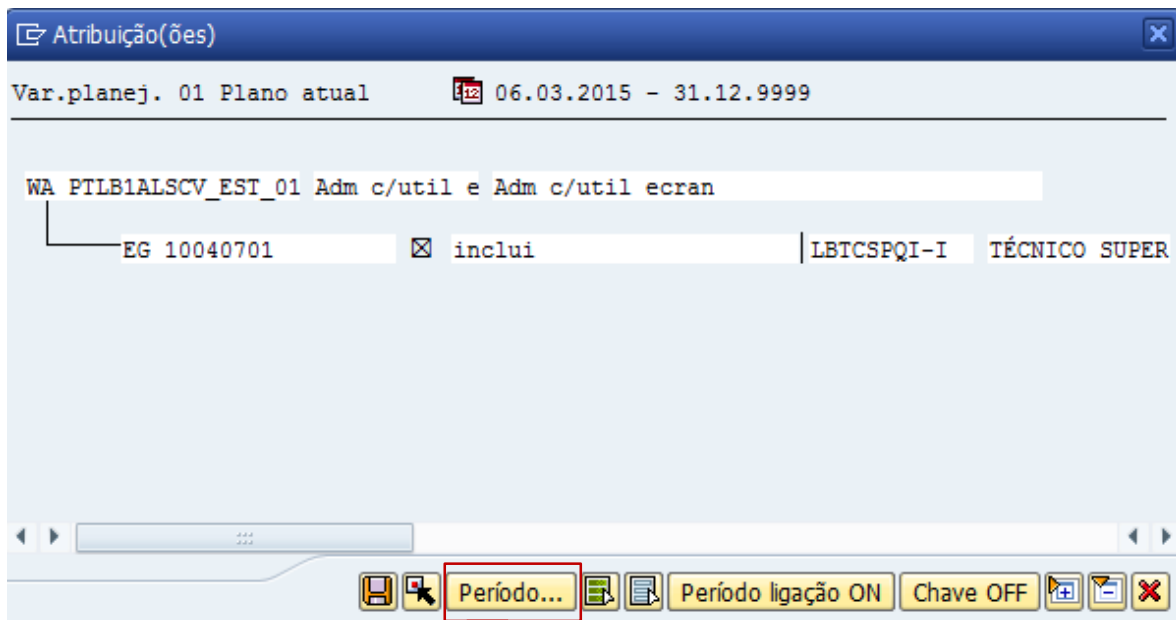 Atribuição(ões)
Var.planej. 01 Plano atual 06.03.2015 - 31.12.9999
WA PTLB1ALSCV_EST_01 Adm c/util e Adm c/util ecran
EG 10040701 inclui LBTCSPQI-I TÉCNICO SUPER
Período... Período ligação ON Chave OFF